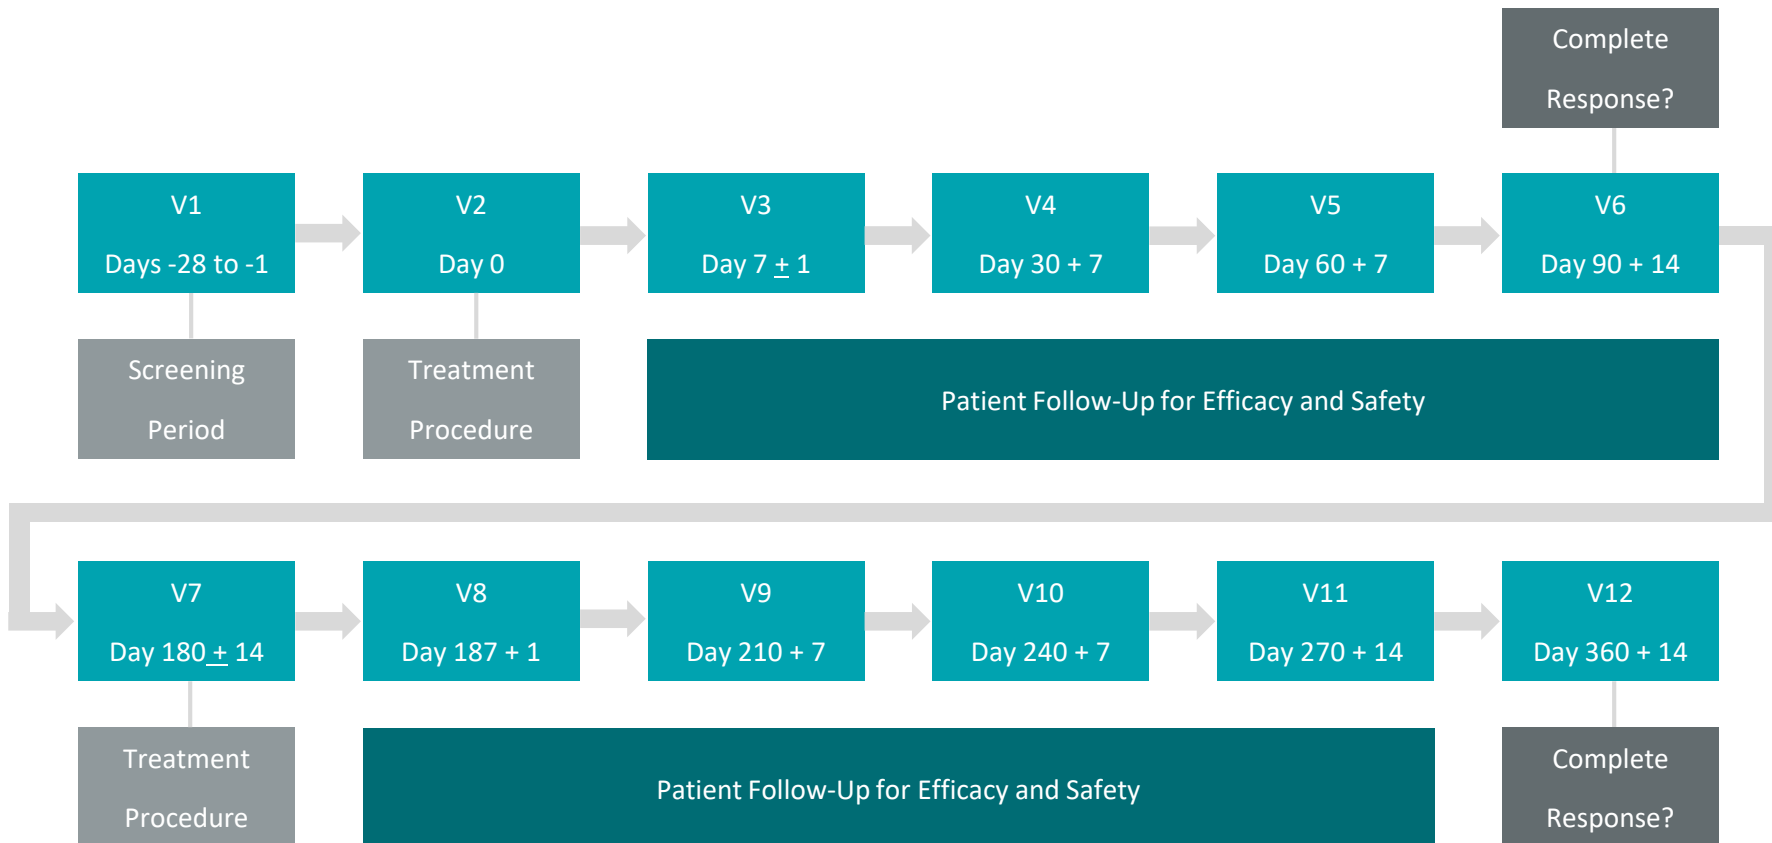 Complete
Response?
V1
Days -28 to -1
V2
Day 0
V3
Day 7 ± 1
V4
Day 30 + 7
V5
Day 60 + 7
V6
Day 90 + 14
Screening
Period
Treatment
Procedure
Patient Follow-Up for Efficacy and Safety
V7
Day 180 ± 14
V8
Day 187 + 1
V9
Day 210 + 7
V10
Day 240 + 7
V11
Day 270 + 14
V12
Day 360 + 14
Treatment
Procedure
Patient Follow-Up for Efficacy and Safety
Complete
Response?